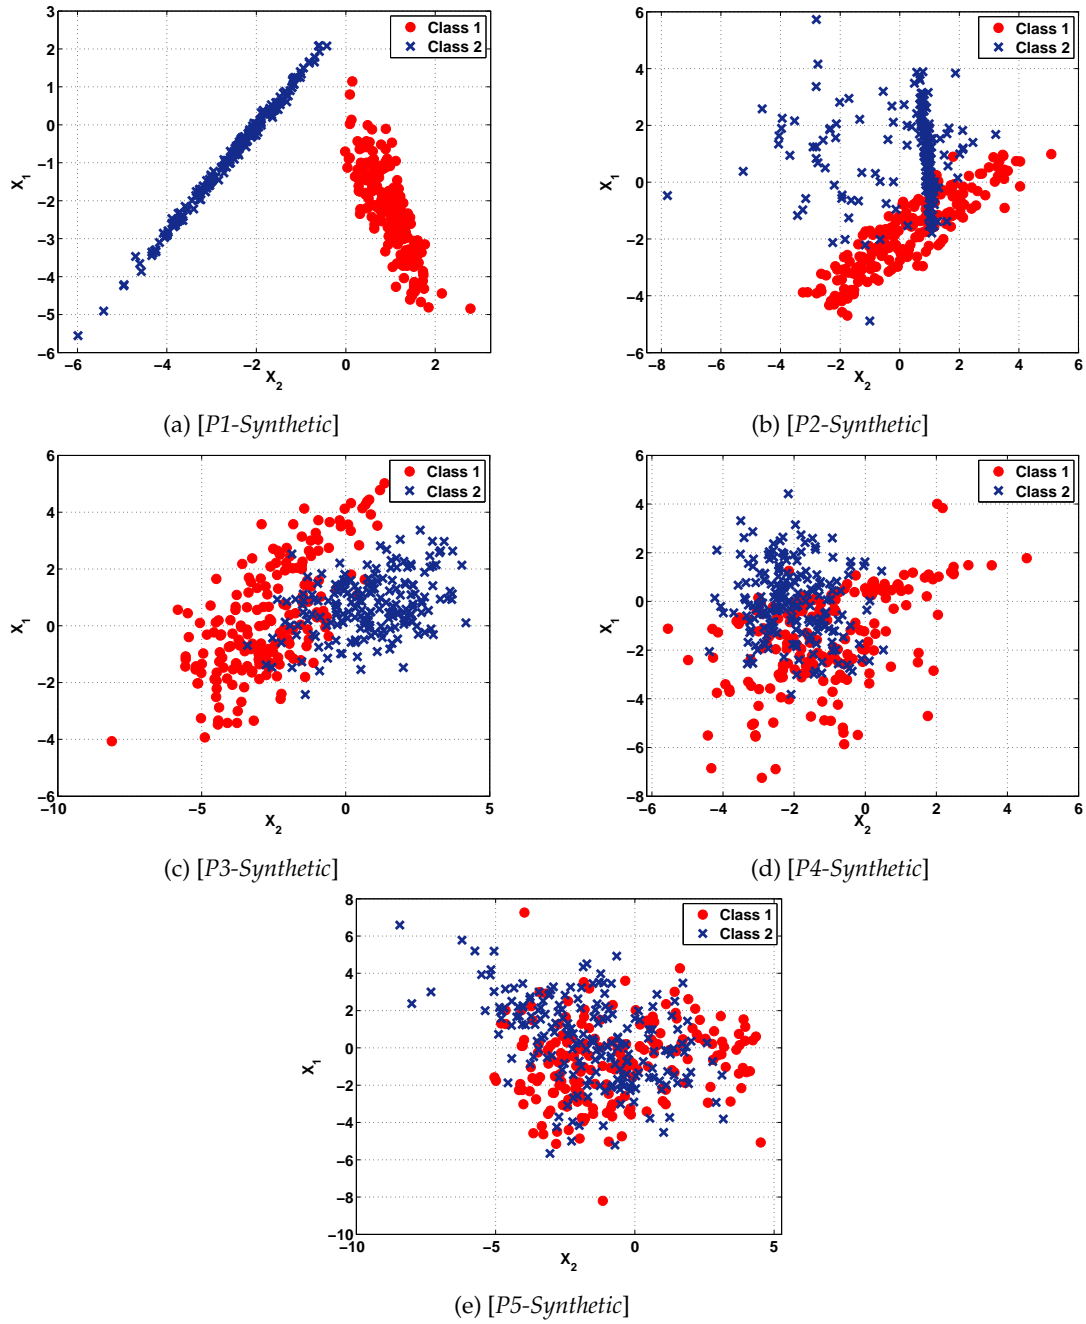 3
2
1
0
−1
−2
−3
−4
−5
−6
X1
−6
−4
−2
0
2
X2
Class 1
Class 2
(a) [P1-Synthetic]
6
4
2
0
−2
−4
−6
X1
−8
−6
−4
−2
0
2
4
6
X2
Class 1
Class 2
(b) [P2-Synthetic]
6
4
2
0
−2
−4
−6
X1
−10
−5
0
5
X2
Class 1
Class 2
(c) [P3-Synthetic]
6
4
2
0
−2
−4
−6
−8
X1
−6
−4
−2
0
2
4
6
X2
Class 1
Class 2
(d) [P4-Synthetic]
8
6
4
2
0
−2
−4
−6
−8
−10
X1
−10
−5
0
5
X2
Class 1
Class 2
(e) [P5-Synthetic]